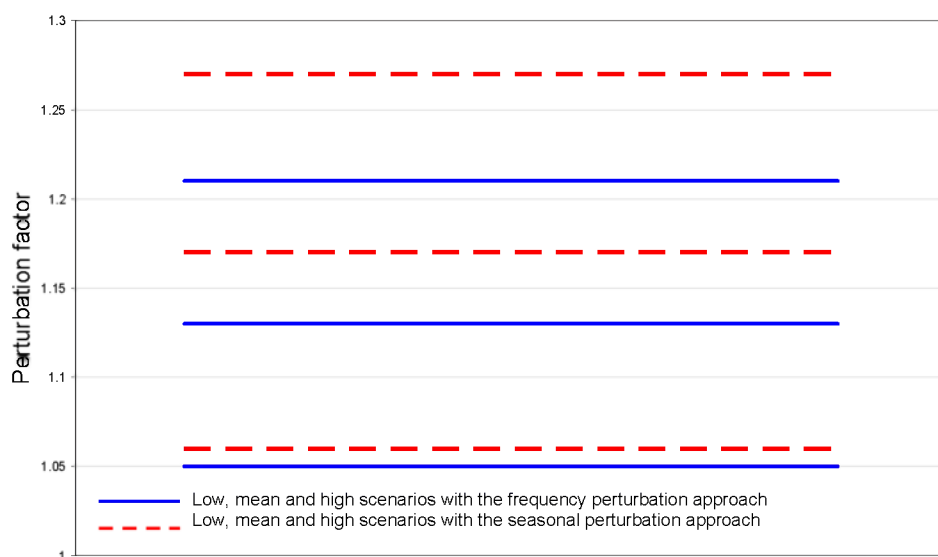 1.3
1.25
1.2
1.15
1.1
1.05
1
Perturbation factor
Low, mean and high scenarios with the frequency perturbation approach
Low, mean and high scenarios with the seasonal perturbation approach